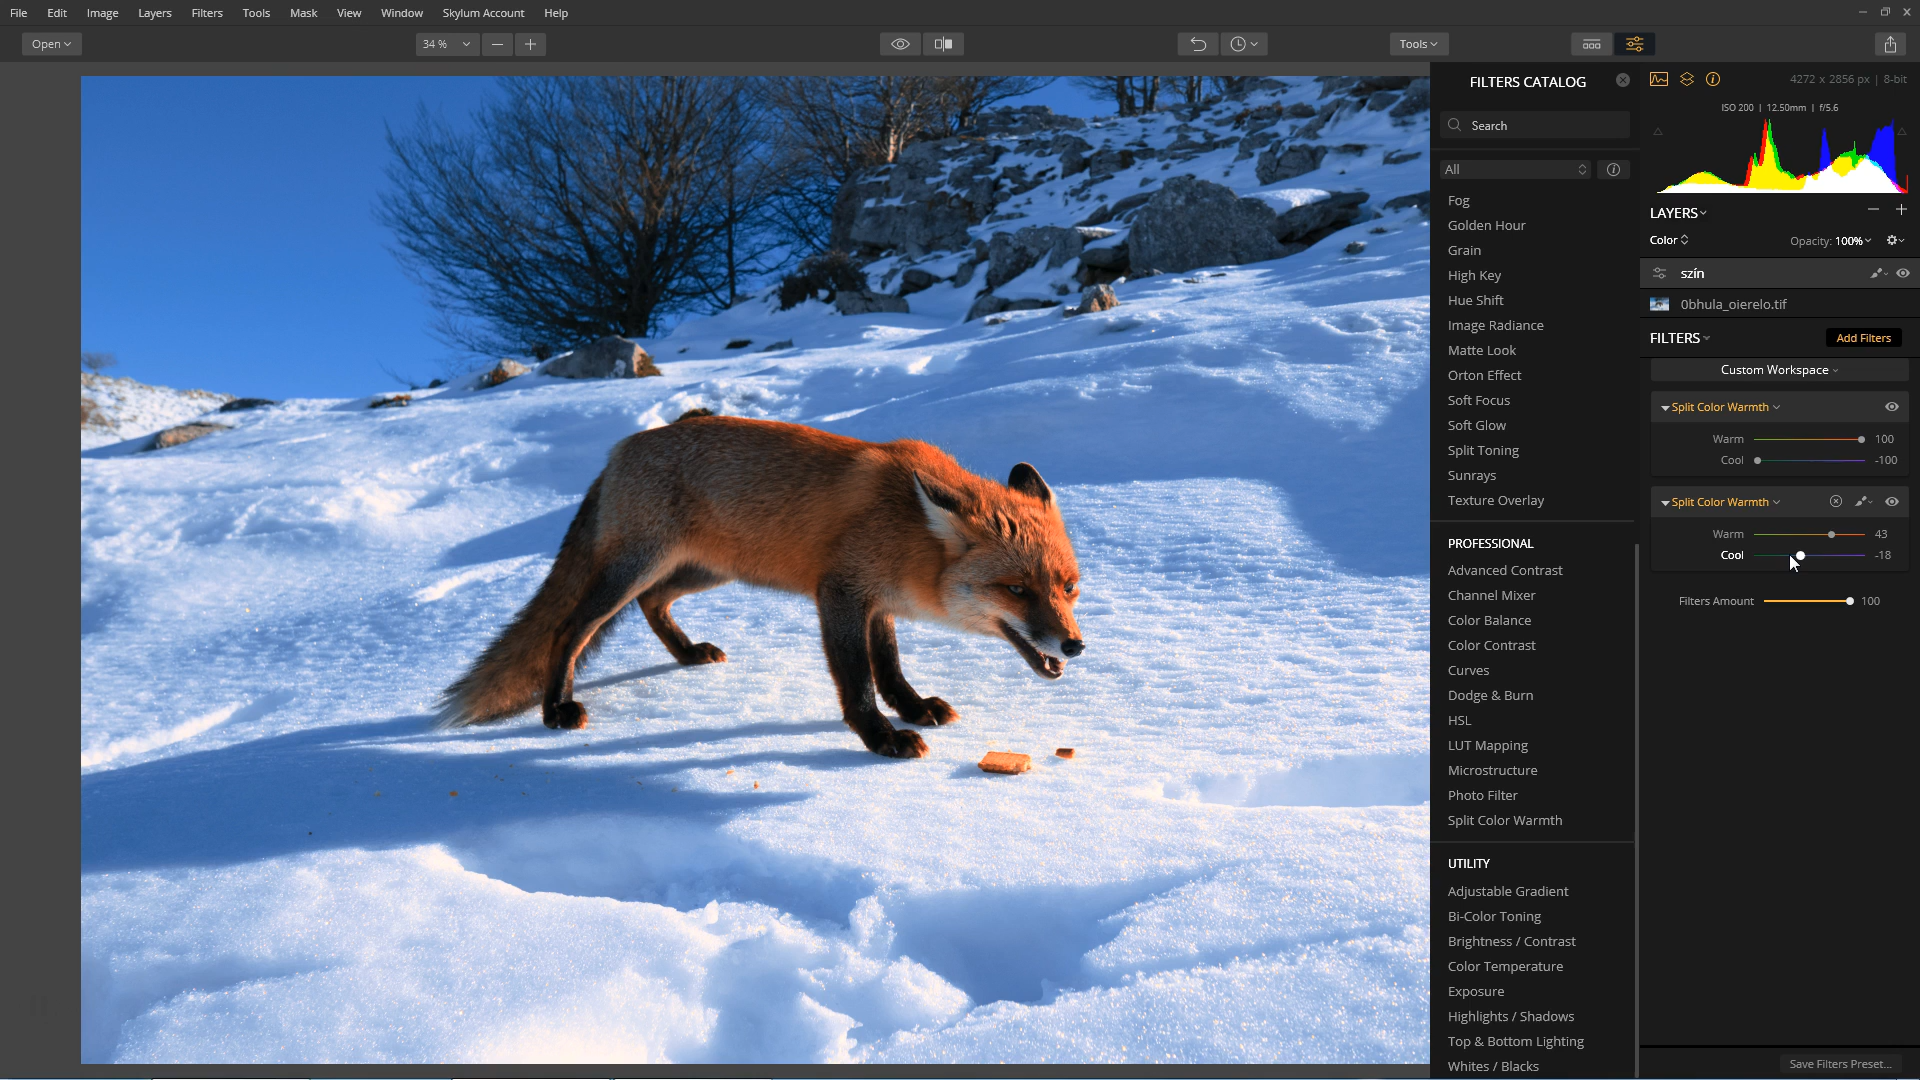 File Edit Image Layers Filters Tools Mask View Window Skylum Account Help
Open 34 % Tools
FILTERS CATALOG
Search
All
Fog
Golden Hour
Grain
High Key
Hue Shift
Image Radiance
Matte Look
Orton Effect
Soft Focus
Soft Glow
Split Toning
Sunrays
Texture Overlay
PROFESSIONAL
Advanced Contrast
Channel Mixer
Color Balance
Color Contrast
Curves
Dodge & Burn
HSL
LUT Mapping
Microstructure
Photo Filter
Split Color Warmth
UTILITY
Adjustable Gradient
Bi-Color Toning
Brightness / Contrast
Color Temperature
Exposure
Highlights / Shadows
Top & Bottom Lighting
Whites / Blacks
4272 x 2856 px | 8-bit
ISO 200 | 12.50mm | f/5.6
LAYERS
Color Opacity: 100%
szín
0bhula_oierelo.tif
FILTERS Add Filters
Custom Workspace
Split Color Warmth
Warm 100
Cool -100
Split Color Warmth
Warm 43
Cool -18
Filters Amount 100
Save Filters Preset...